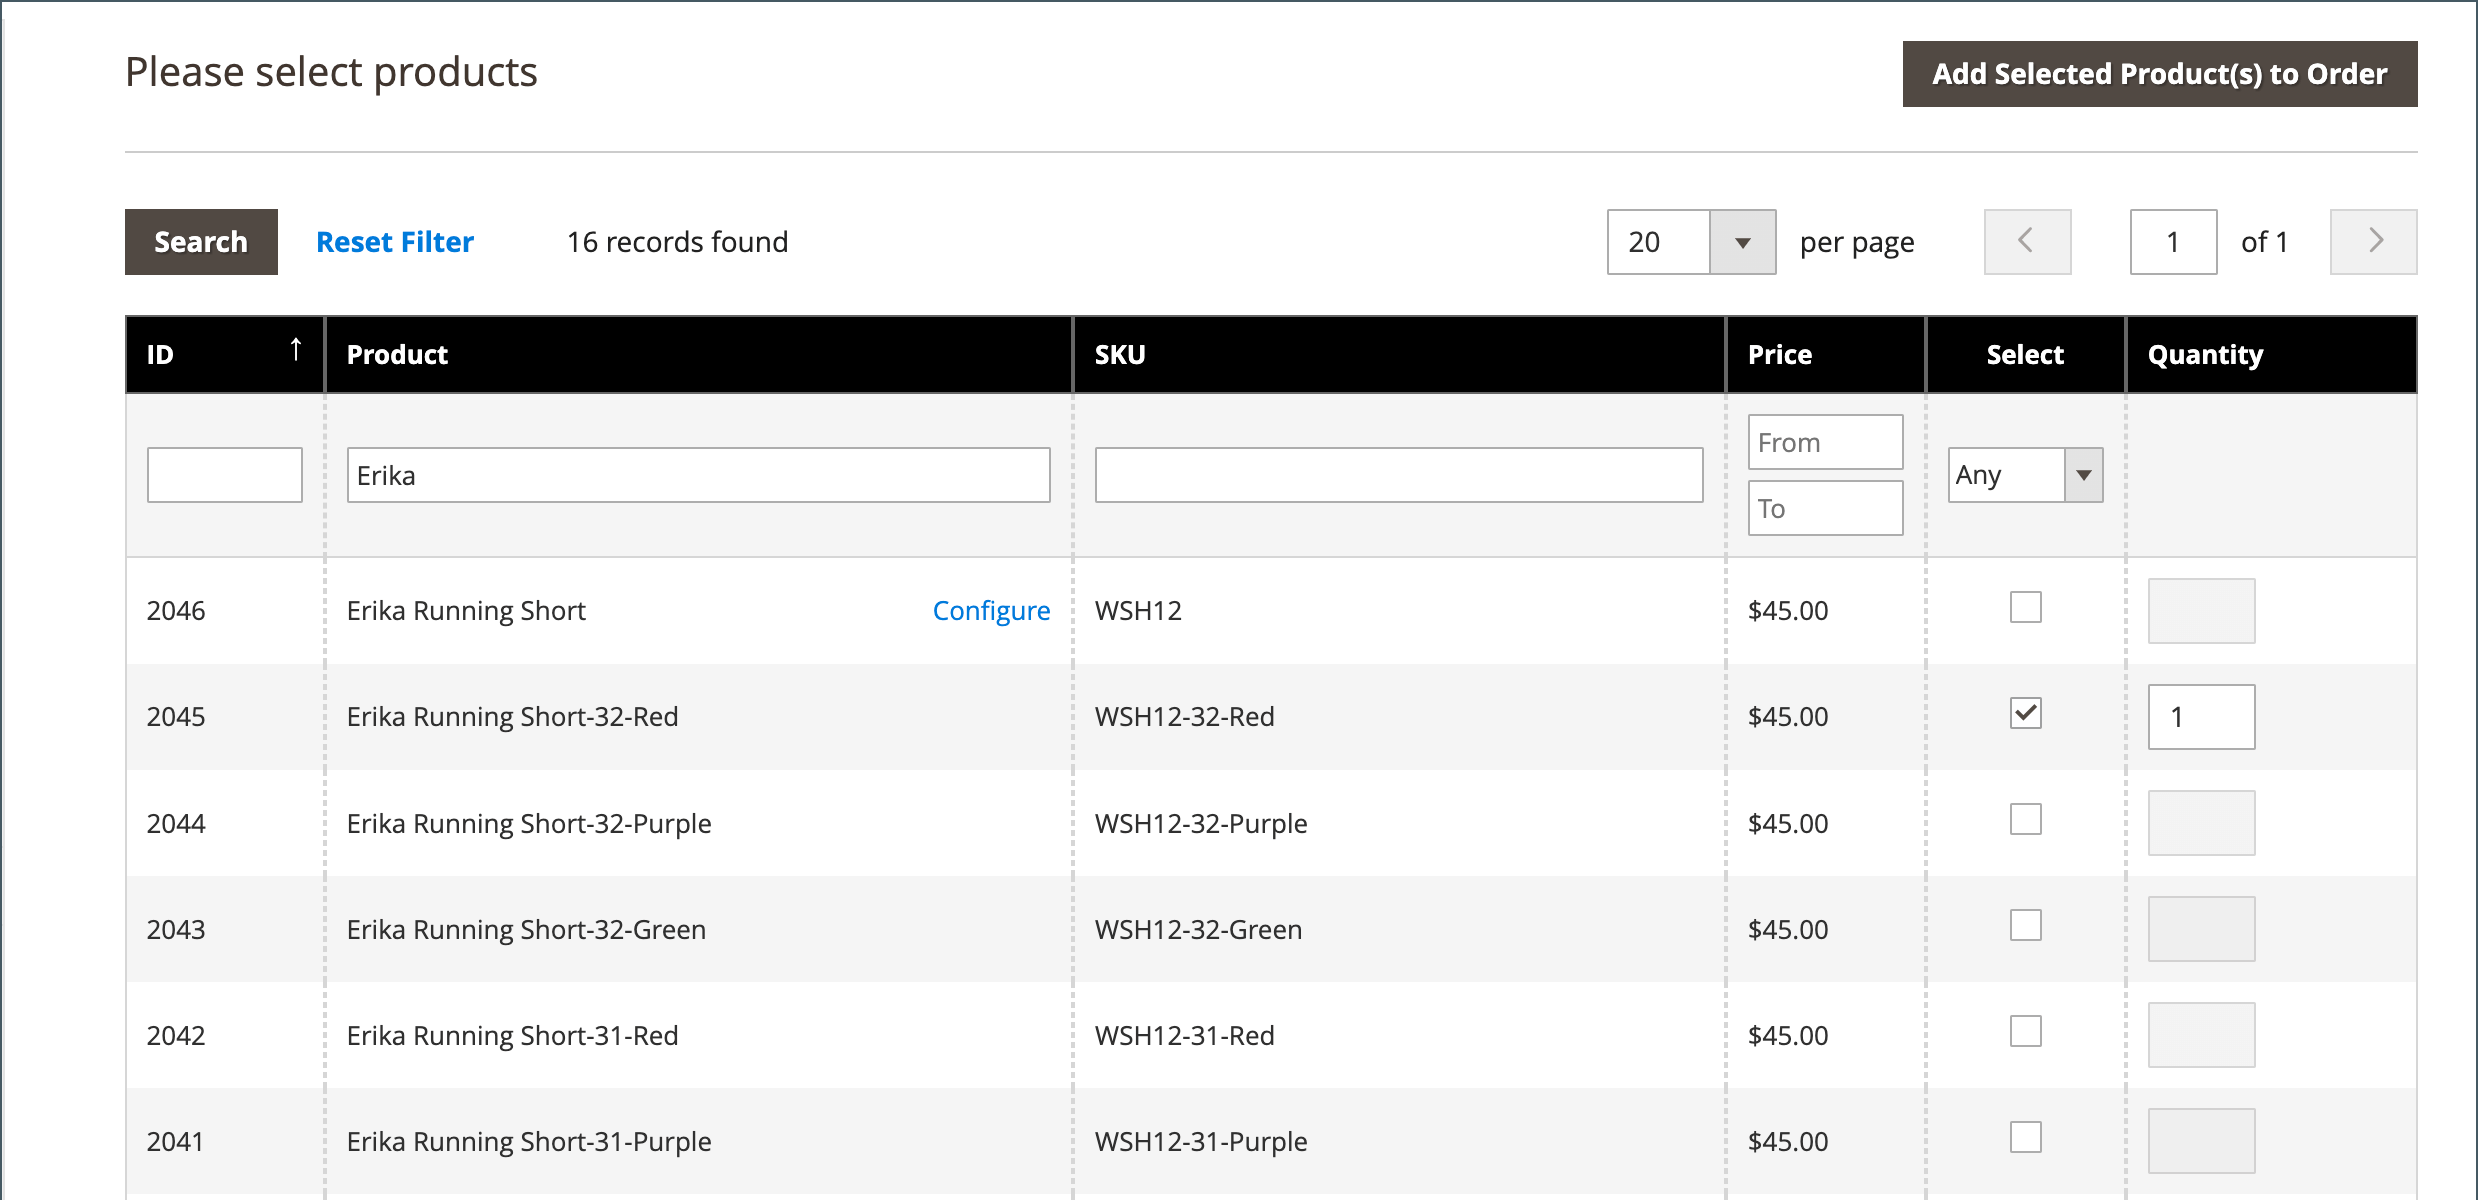 Please select products
Add Selected Product(s) to Order
Search Reset Filter 16 records found 20 per page 1 of 1
ID Product SKU Price Select Quantity
Erika From Any
To
2046 Erika Running Short Configure WSH12 $45.00
2045 Erika Running Short-32-Red WSH12-32-Red $45.00 1
2044 Erika Running Short-32-Purple WSH12-32-Purple $45.00
2043 Erika Running Short-32-Green WSH12-32-Green $45.00
2042 Erika Running Short-31-Red WSH12-31-Red $45.00
2041 Erika Running Short-31-Purple WSH12-31-Purple $45.00